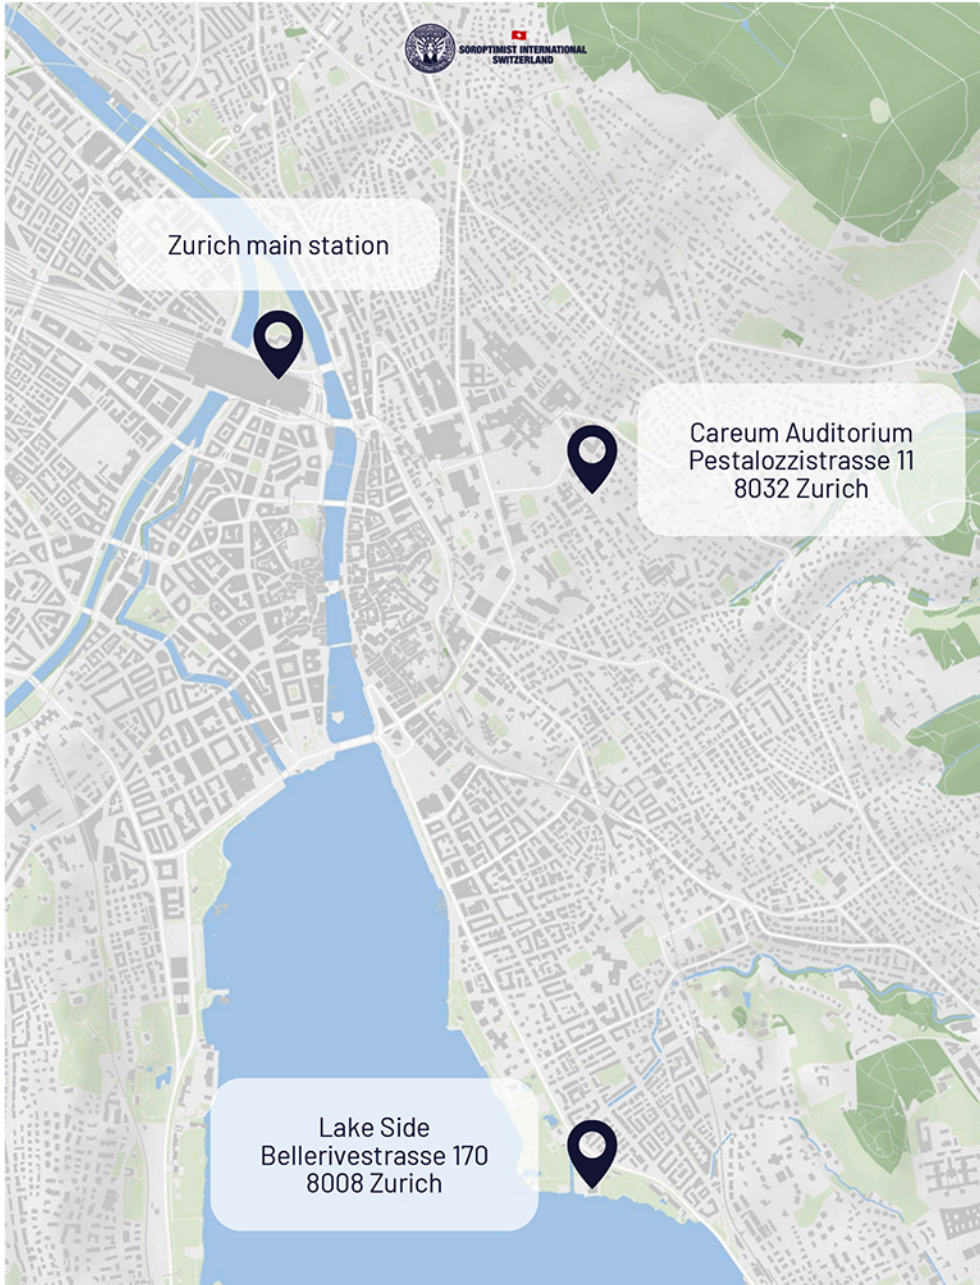 SOROPTIMIST INTERNATIONAL
SWITZERLAND
Zurich main station
Careum Auditorium
Pestalozzistrasse 11
8032 Zurich
Lake Side
Bellerivestrasse 170
8008 Zurich